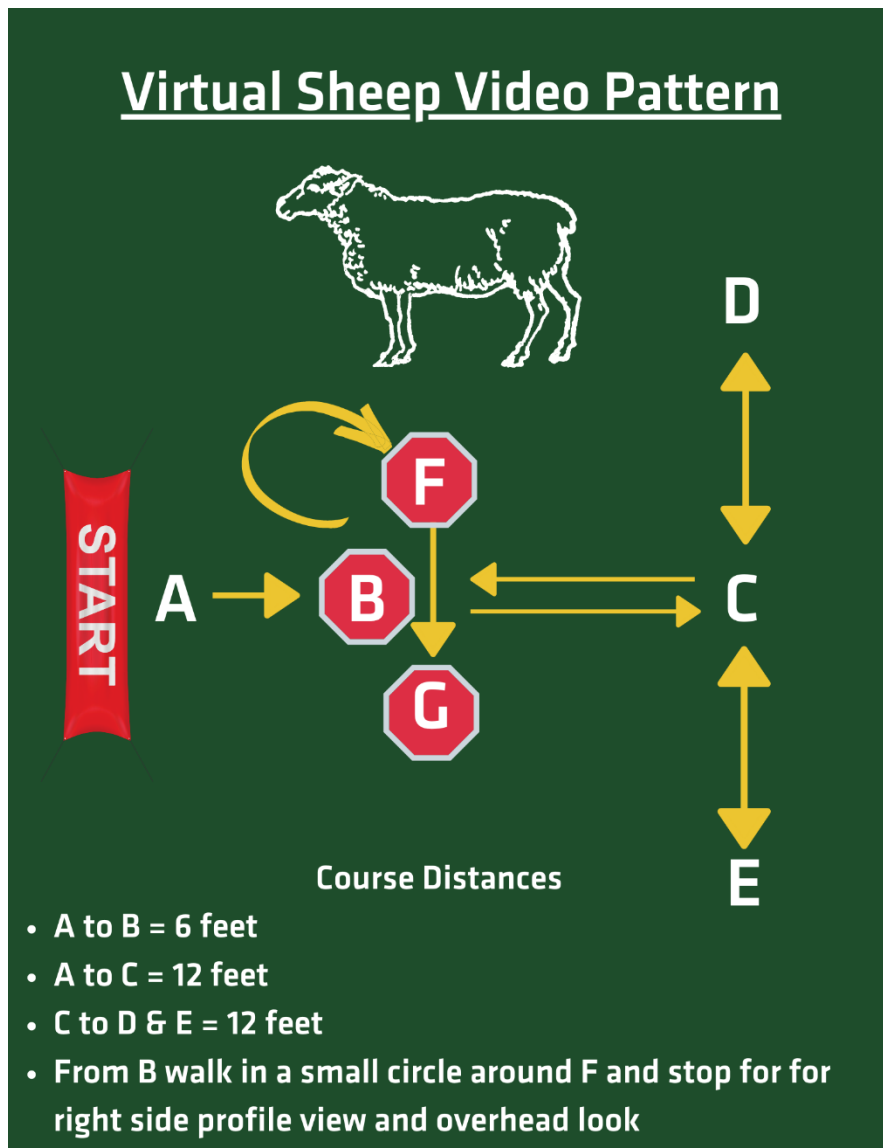 Virtual Sheep Video Pattern
D
F
START
A
B
C
G
E
Course Distances
• A to B = 6 feet
• A to C = 12 feet
• C to D & E = 12 feet
• From B walk in a small circle around F and stop for for
right side profile view and overhead look